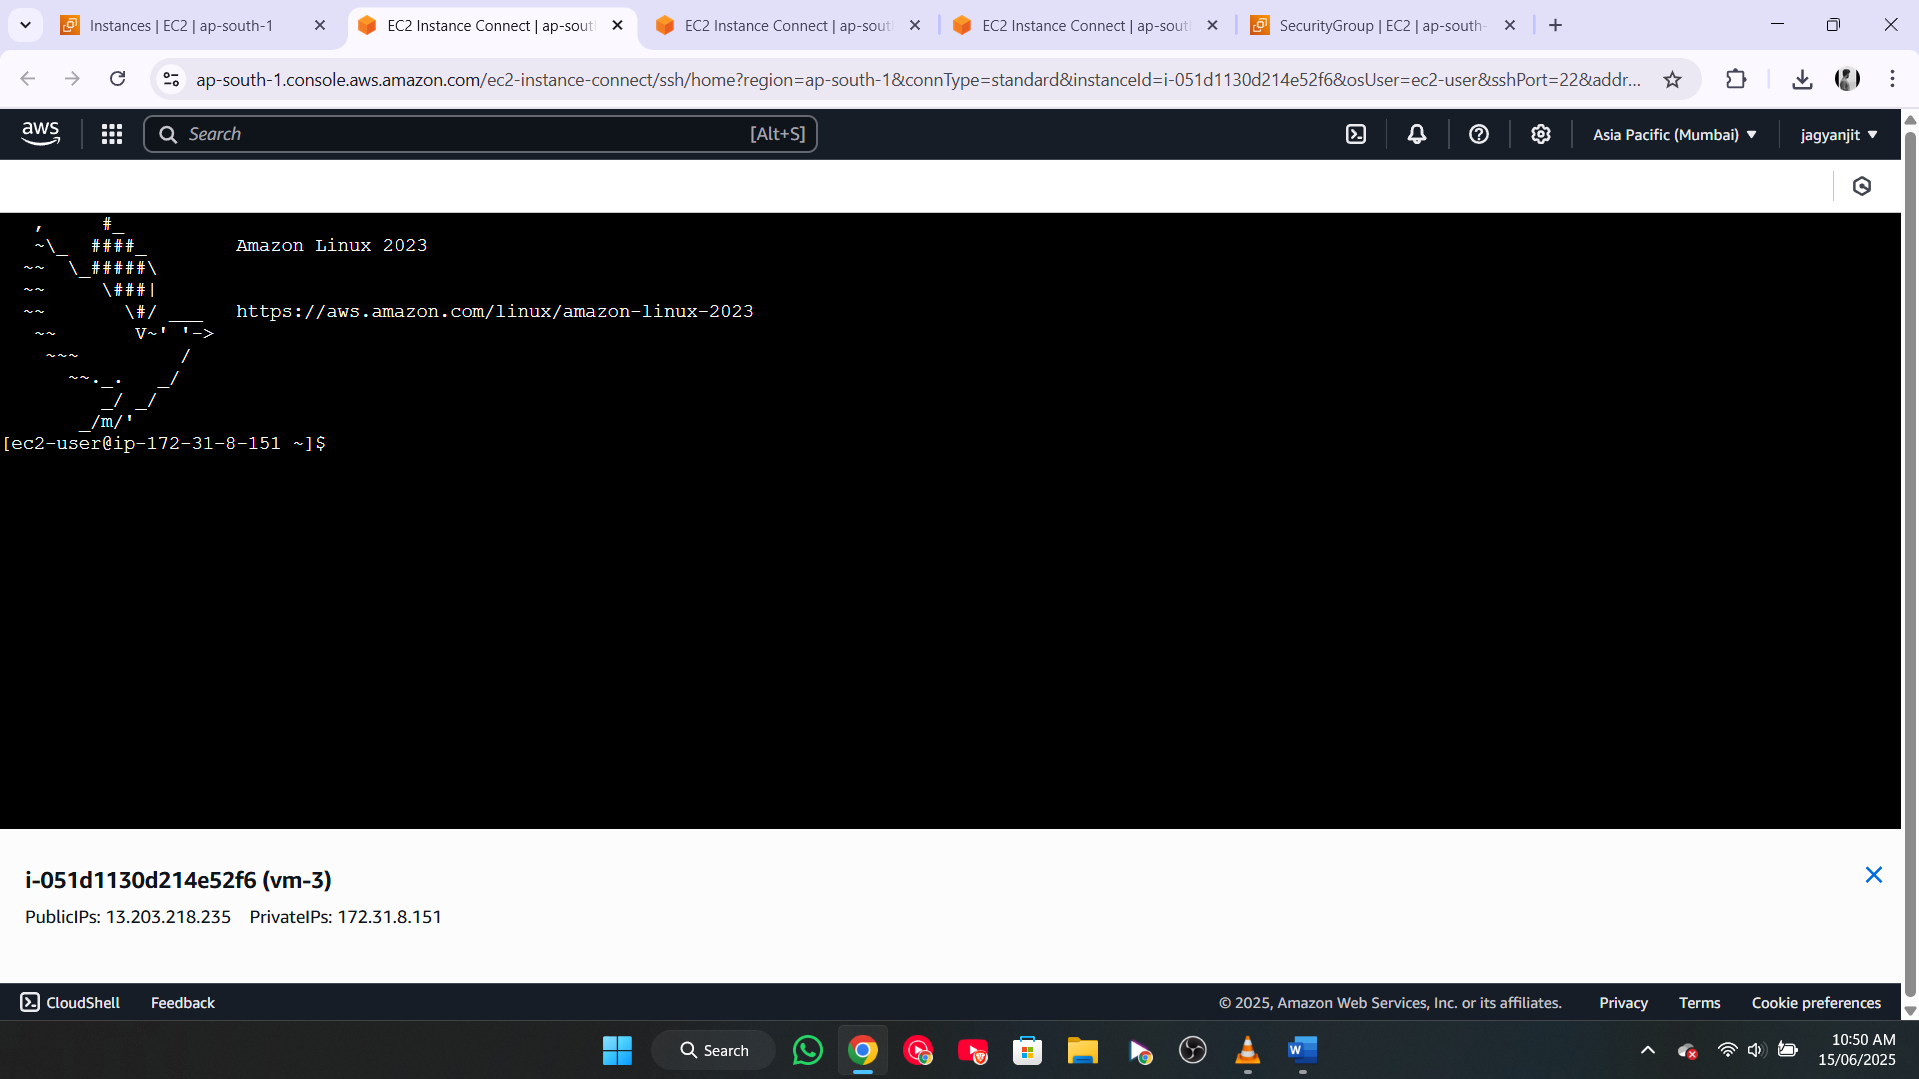 Instances | EC2 | ap-south-1
EC2 Instance Connect | ap-sout
EC2 Instance Connect | ap-sout
EC2 Instance Connect | ap-sout
SecurityGroup | EC2 | ap-south-
ap-south-1.console.aws.amazon.com/ec2-instance-connect/ssh/home?region=ap-south-1&connType=standard&instanceId=i-051d1130d214e52f6&osUser=ec2-user&sshPort=22&addr...
aws
Search
[Alt+S]
Asia Pacific (Mumbai)
jagyanjit
   ,     #_
   ~\_  ####_        Amazon Linux 2023
  ~~  \_#####\
  ~~     \###|
  ~~       \#/ ___   https://aws.amazon.com/linux/amazon-linux-2023
   ~~       V~' '->
    ~~~         /
      ~~._.   _/
         _/ _/
       _/m/'
[ec2-user@ip-172-31-8-151 ~]$
i-051d1130d214e52f6 (vm-3)
PublicIPs: 13.203.218.235 PrivateIPs: 172.31.8.151
CloudShell
Feedback
© 2025, Amazon Web Services, Inc. or its affiliates.
Privacy
Terms
Cookie preferences
Search
10:50 AM
15/06/2025